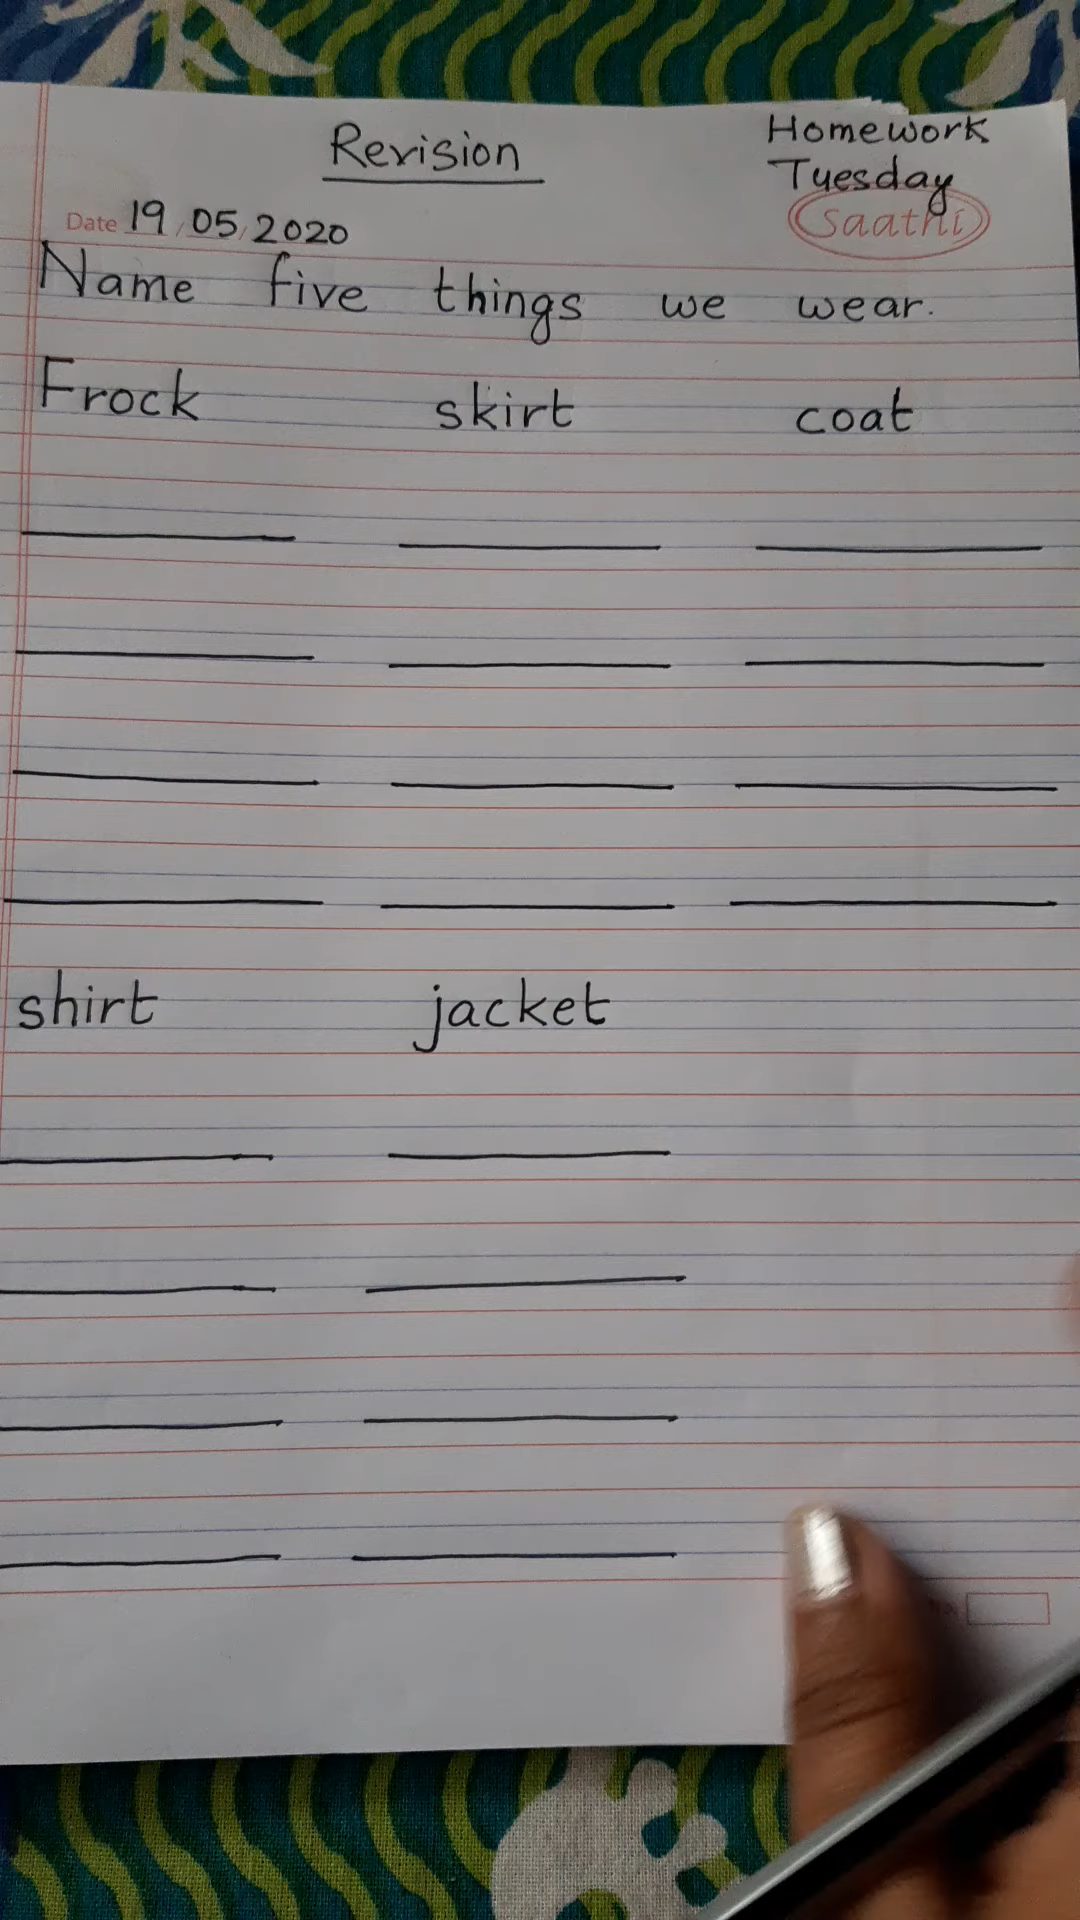 Revision
Homework
Tuesday
saathi
Date 19/05/2020
Name five things we wear.
Frock skirt coat
shirt jacket